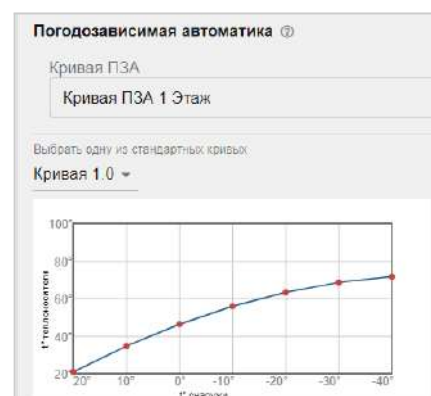 Погодозависимая автоматика ?
Кривая ПЗА
Кривая ПЗА 1 Этаж
Выбрать одну из стандартных кривых
Кривая 1.0
100°
80°
60°
40°
20°
t° теплоносителя
20° 10° 0° -10° -20° -30° -40°
t° снаружи